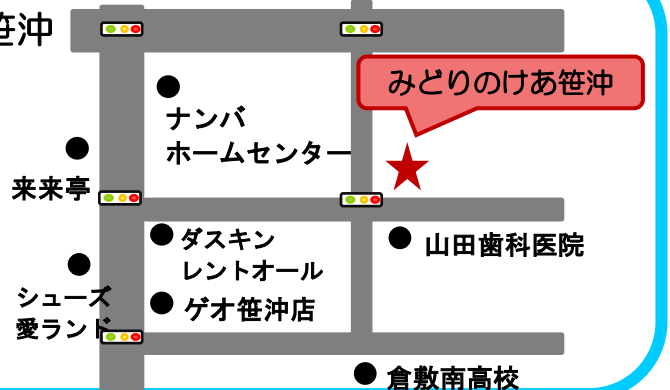 笹沖
みどりのけあ笹沖
ナンバ
ホームセンター
来来亭
ダスキン
レントオール
山田歯科医院
シューズ
愛ランド
ゲオ笹沖店
倉敷南高校